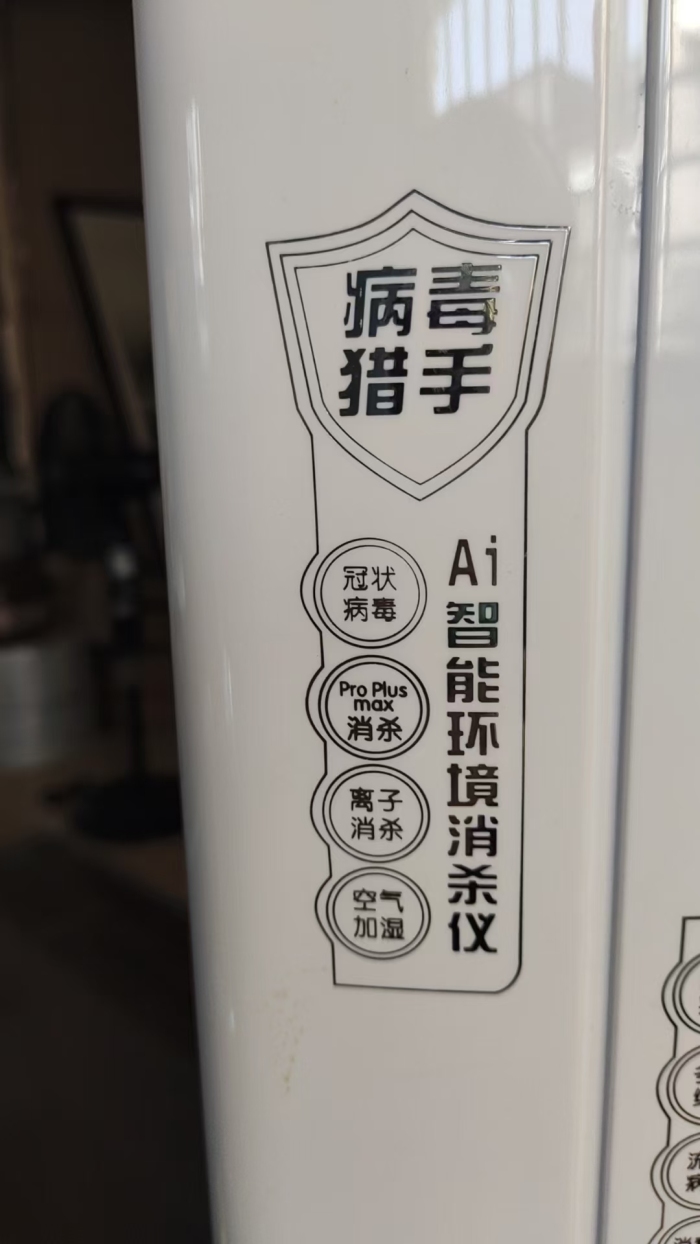 病毒
猎手
Ai智能环境消杀仪
冠状
病毒
Pro Plus
max
消杀
离子
消杀
空气
加湿
病